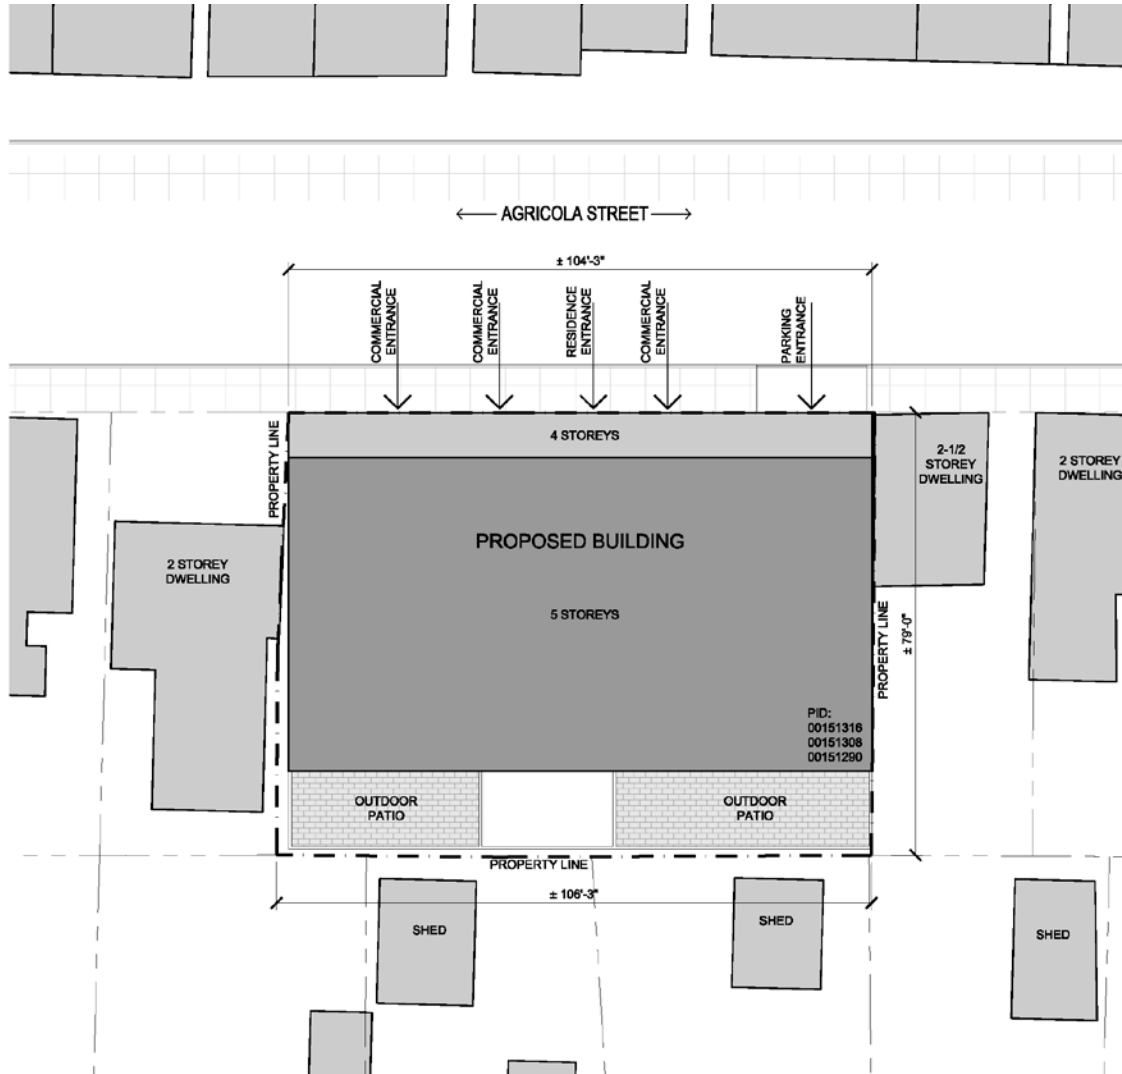 AGRICOLA STREET
± 104'-3"
COMMERCIAL
ENTRANCE
COMMERCIAL
ENTRANCE
RESIDENCE
ENTRANCE
COMMERCIAL
ENTRANCE
PARKING
ENTRANCE
PROPERTY LINE
4 STOREYS
2-1/2
STOREY
DWELLING
2 STOREY
DWELLING
2 STOREY
DWELLING
PROPOSED BUILDING
5 STOREYS
PROPERTY LINE
± 79'-0"
PID:
00151316
00151308
00151290
OUTDOOR
PATIO
OUTDOOR
PATIO
PROPERTY LINE
± 106'-3"
SHED
SHED
SHED